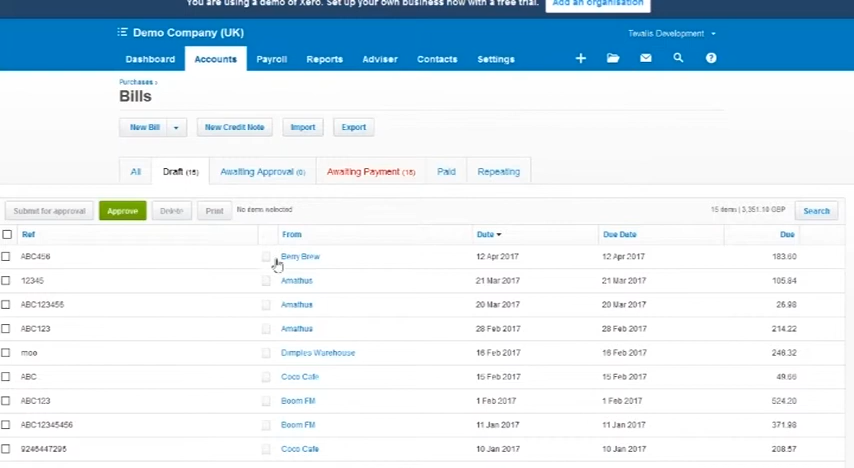 You are using a demo of Xero. Set up your own business now with a free trial. Add an organisation
Demo Company (UK) Tevalis Development
Dashboard Accounts Payroll Reports Adviser Contacts Settings
Purchases ›
Bills
New Bill New Credit Note Import Export
All Draft (15) Awaiting Approval (0) Awaiting Payment (15) Paid Repeating
Submit for approval Approve Delete Print No items selected 15 items | 3,351.10 GBP Search
Ref From Date Due Date Due
ABC456 Berry Brew 12 Apr 2017 12 Apr 2017 183.60
12345 Amathus 21 Mar 2017 21 Mar 2017 105.84
ABC123455 Amathus 20 Mar 2017 20 Mar 2017 26.98
ABC123 Amathus 28 Feb 2017 28 Feb 2017 214.22
moo Dimples Warehouse 16 Feb 2017 16 Feb 2017 246.32
ABC Coco Cafe 15 Feb 2017 15 Feb 2017 49.66
ABC123 Boom FM 1 Feb 2017 1 Feb 2017 524.20
ABC12345456 Boom FM 11 Jan 2017 11 Jan 2017 371.98
9246447295 Coco Cafe 10 Jan 2017 10 Jan 2017 208.57